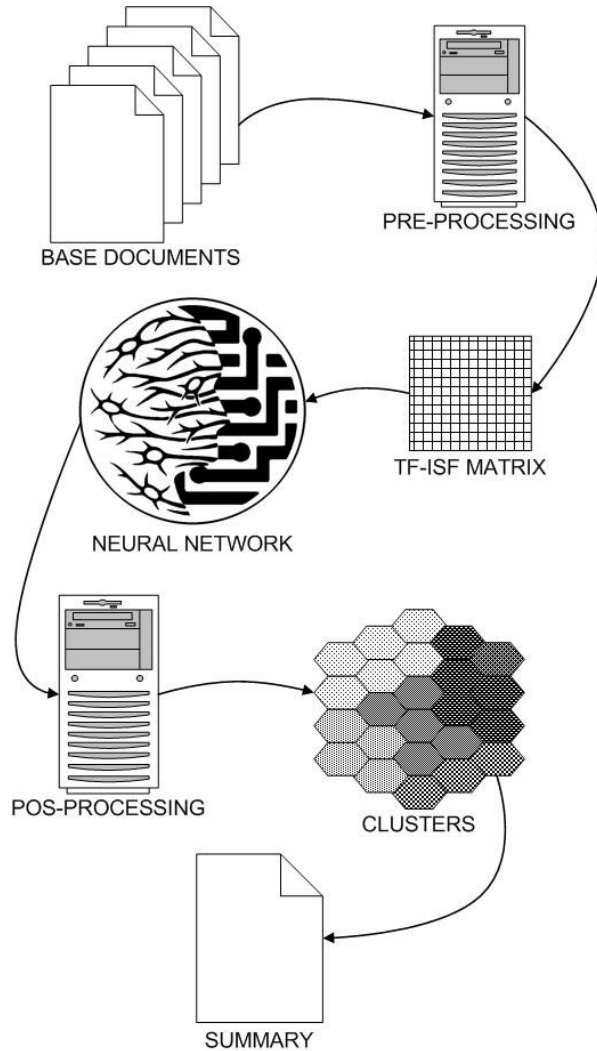 BASE DOCUMENTS
PRE-PROCESSING
TF-ISF MATRIX
NEURAL NETWORK
POS-PROCESSING
CLUSTERS
SUMMARY